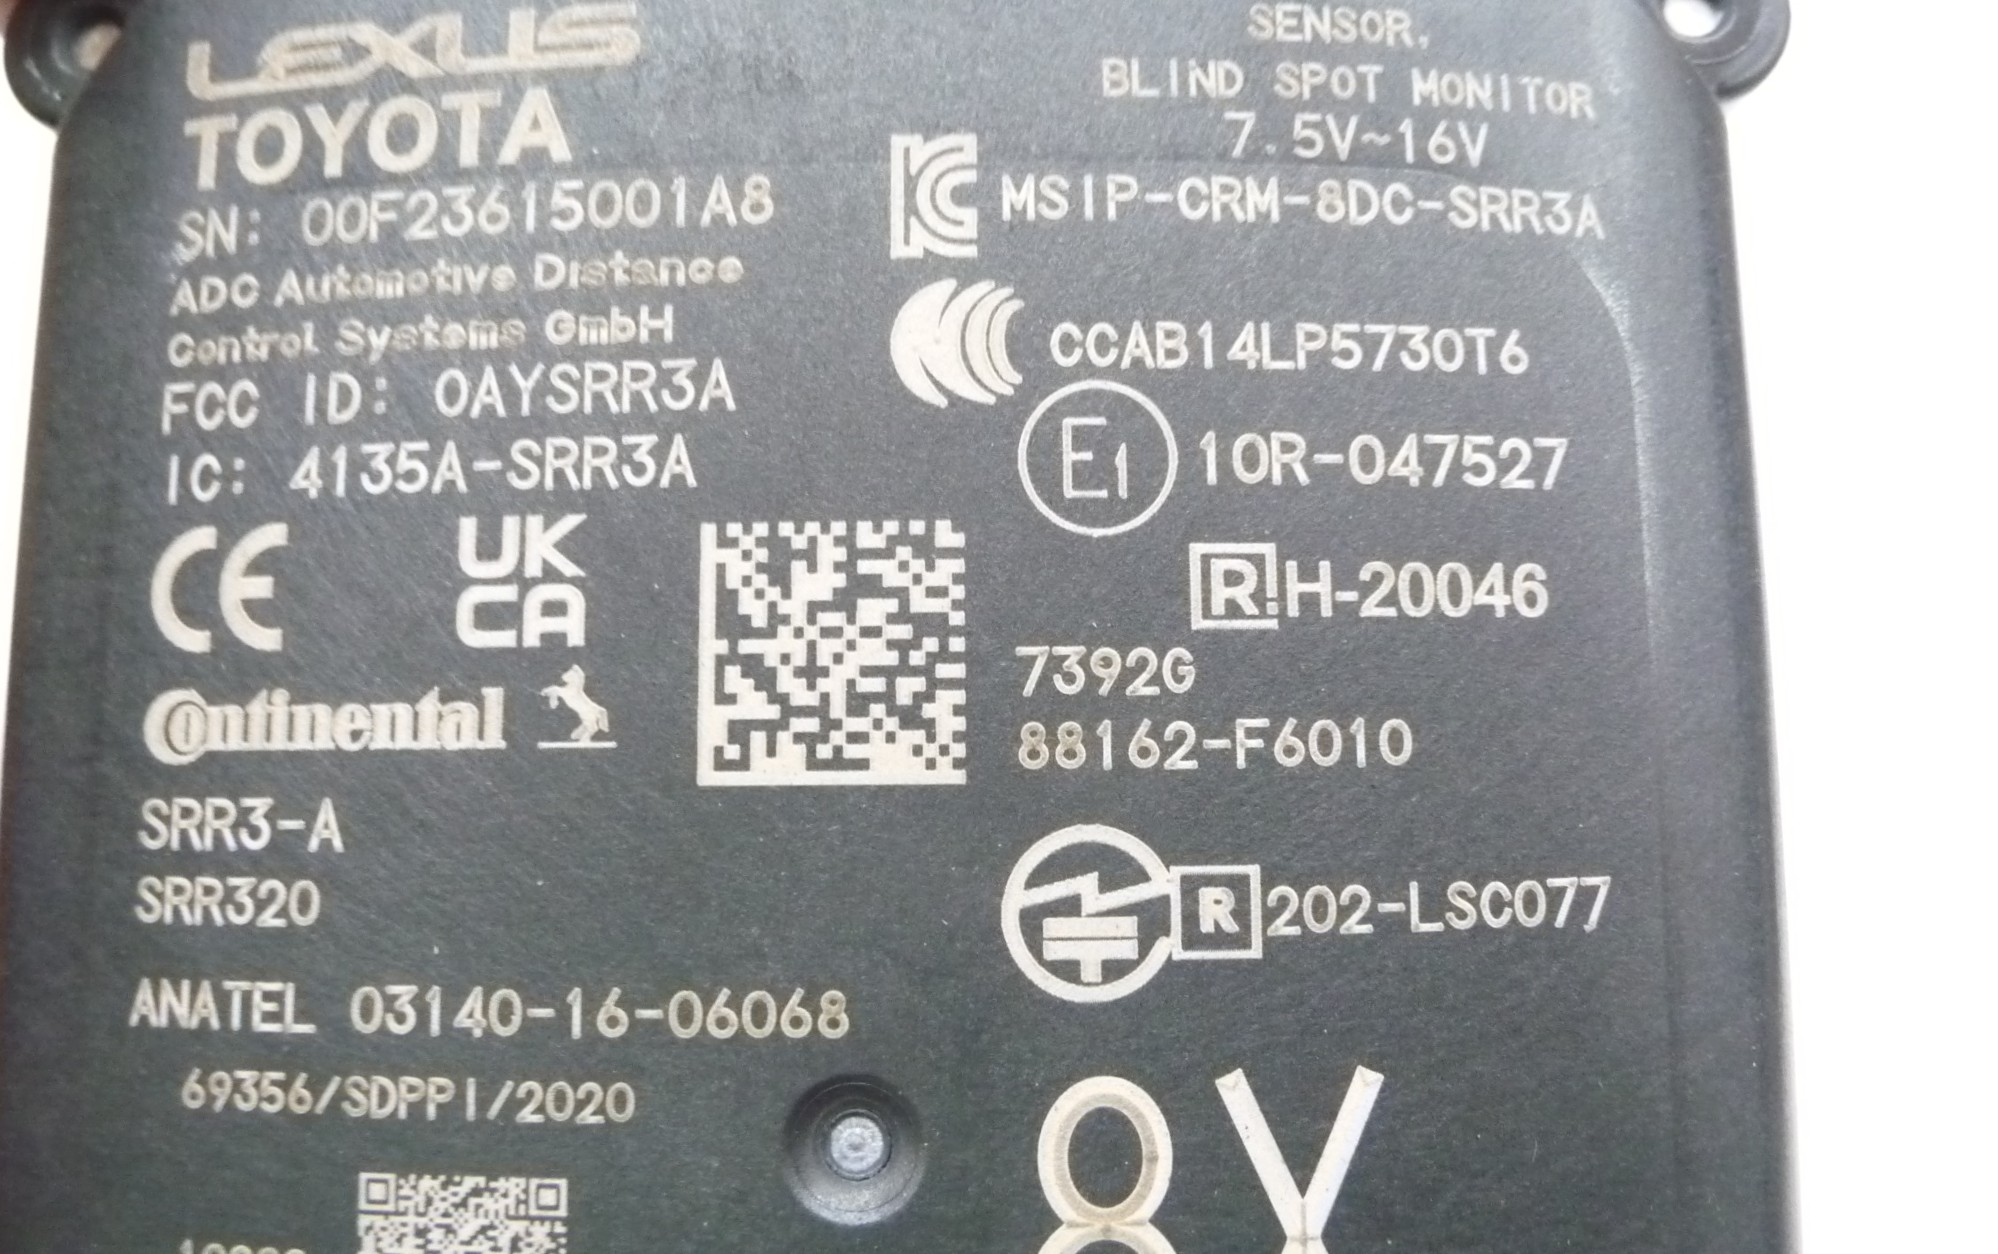 LEXUS
TOYOTA
SN: 00F23615001A8
ADC Automotive Distance
Control Systems GmbH
FCC ID: OAYSRR3A
IC: 4135A-SRR3A
CE
UK
CA
Continental
SRR3-A
SRR320
ANATEL 03140-16-06068
69356/SDPPI/2020
SENSOR,
BLIND SPOT MONITOR
7.5V~16V
MSIP-CRM-8DC-SRR3A
CCAB14LP5730T6
E1 10R-047527
R! H-20046
7392G
88162-F6010
R 202-LSC077
8Y